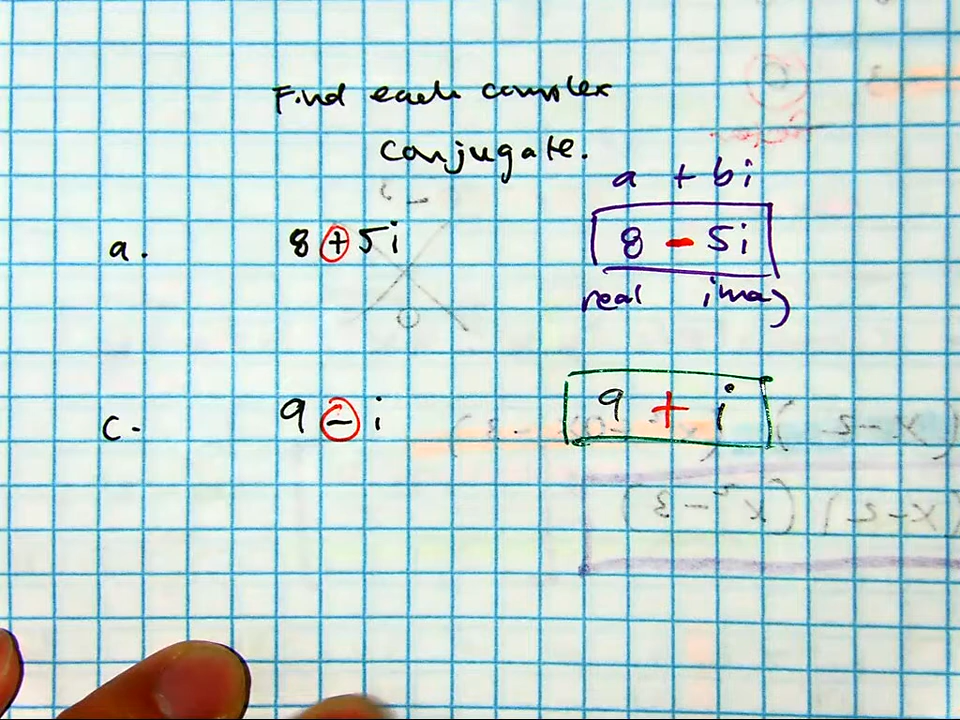 Find each complex
conjugate.
a + bi
a. 8 + 5i 8 - 5i
real imag
c. 9 - i 9 + i